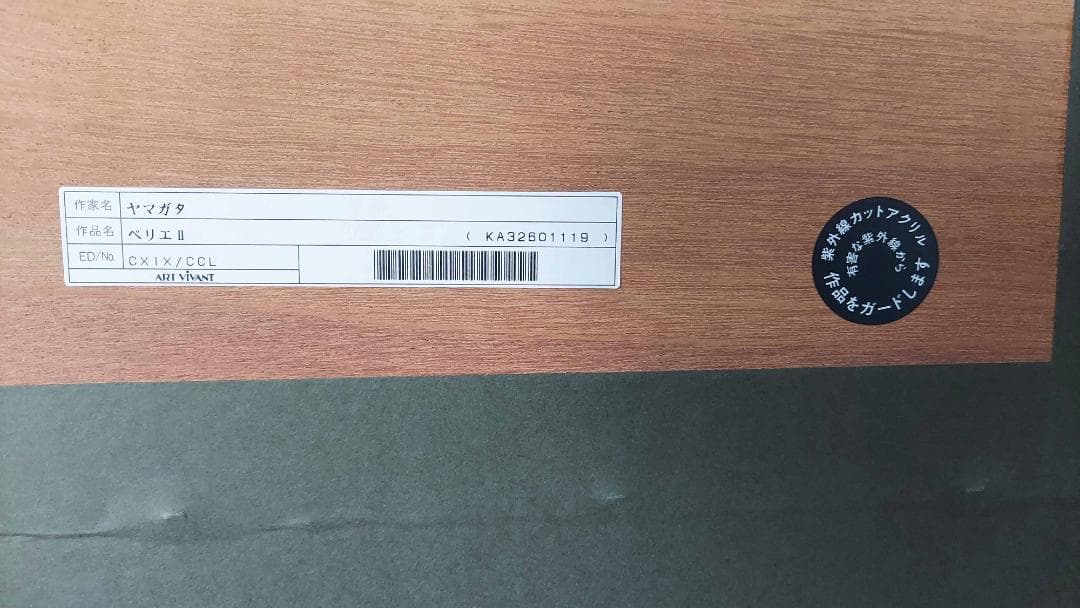 作家名 ヤマガタ
作品名 ベリエⅡ ( KA32601119 )
ED/No. CXIX/CCL
ART VIVANT
紫外線カットアクリル
有害な紫外線から
作品をガードします